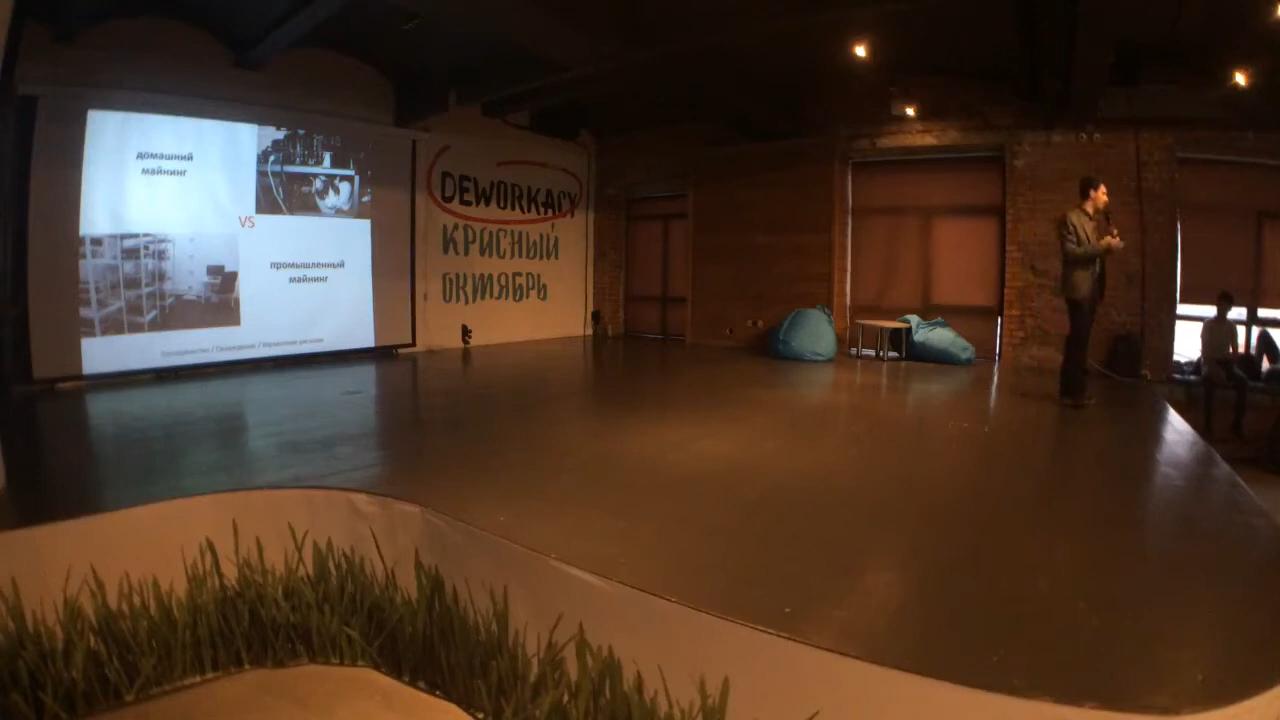 домашний
майнинг
VS
промышленный
майнинг
DEWORKACY
КРАСНЫЙ
ОКТЯБРЬ